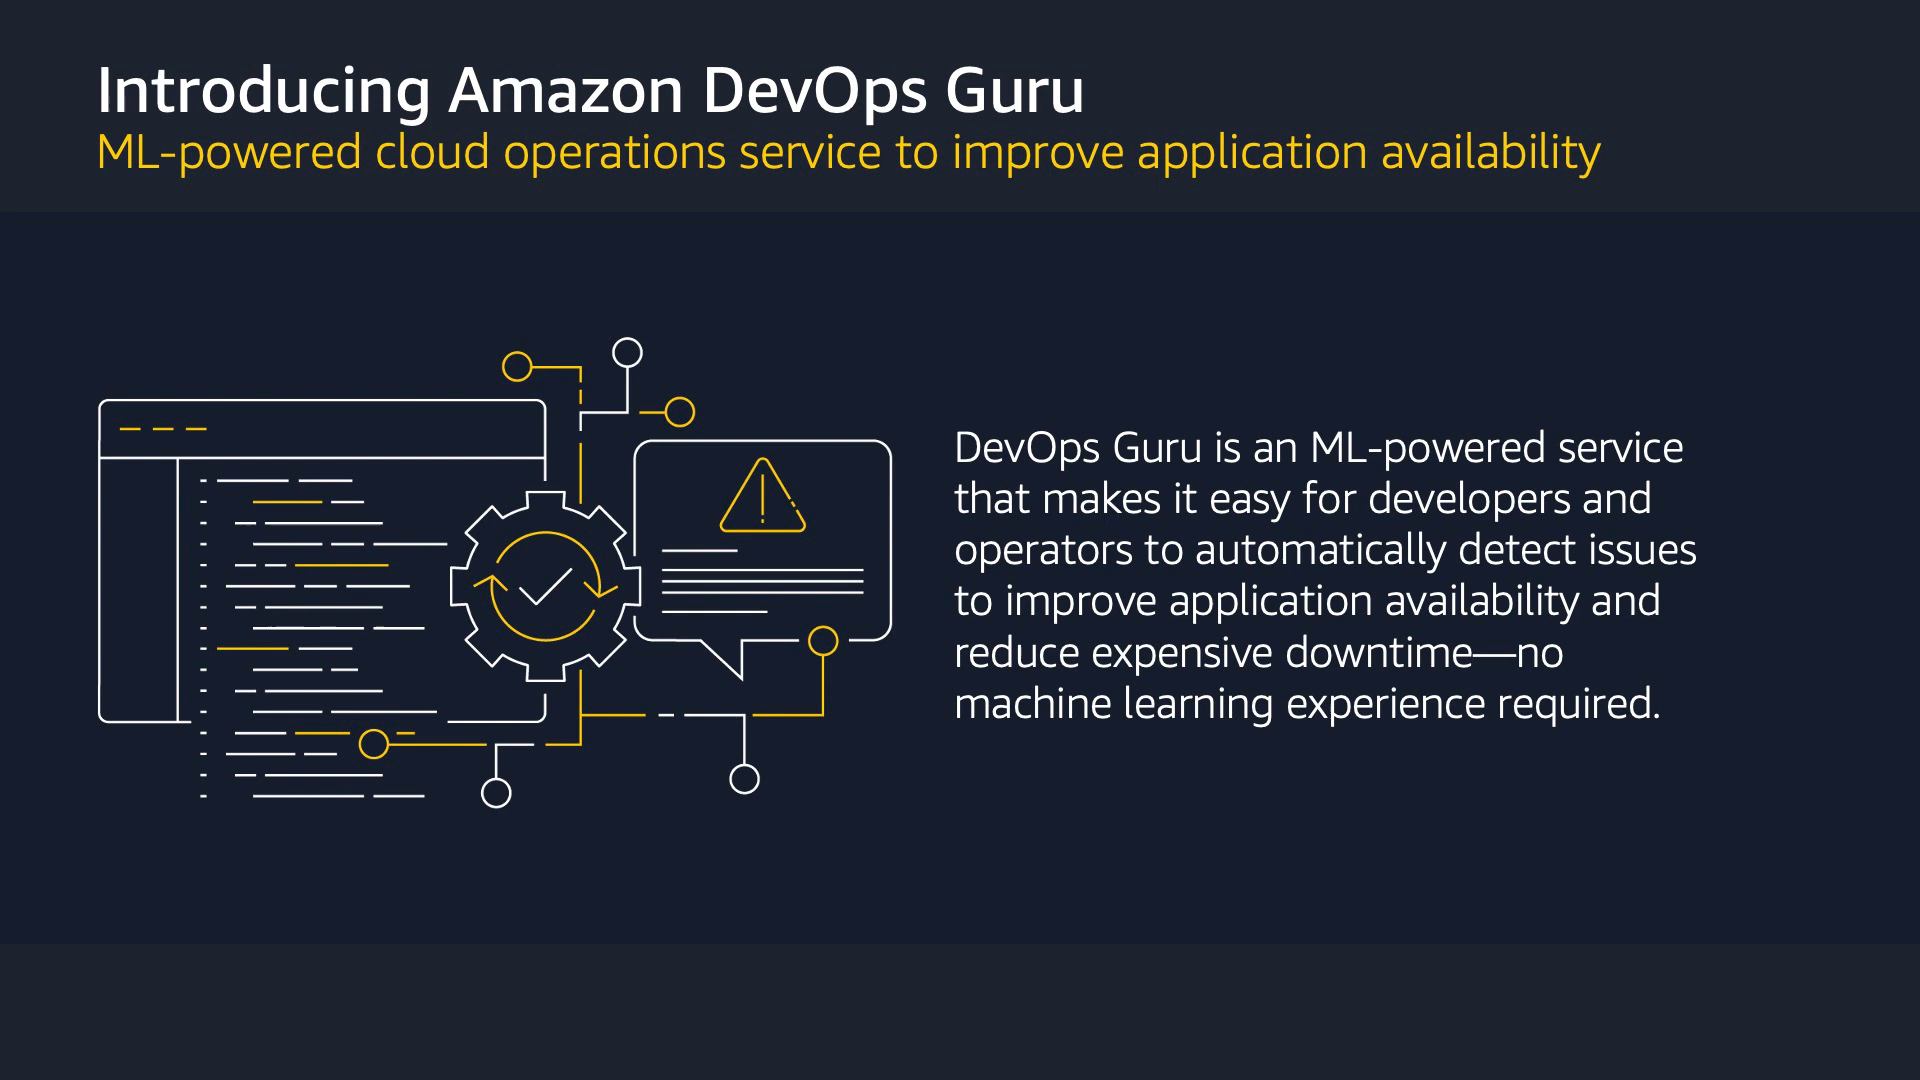 Introducing Amazon DevOps Guru
ML-powered cloud operations service to improve application availability
DevOps Guru is an ML-powered service
that makes it easy for developers and
operators to automatically detect issues
to improve application availability and
reduce expensive downtime—no
machine learning experience required.